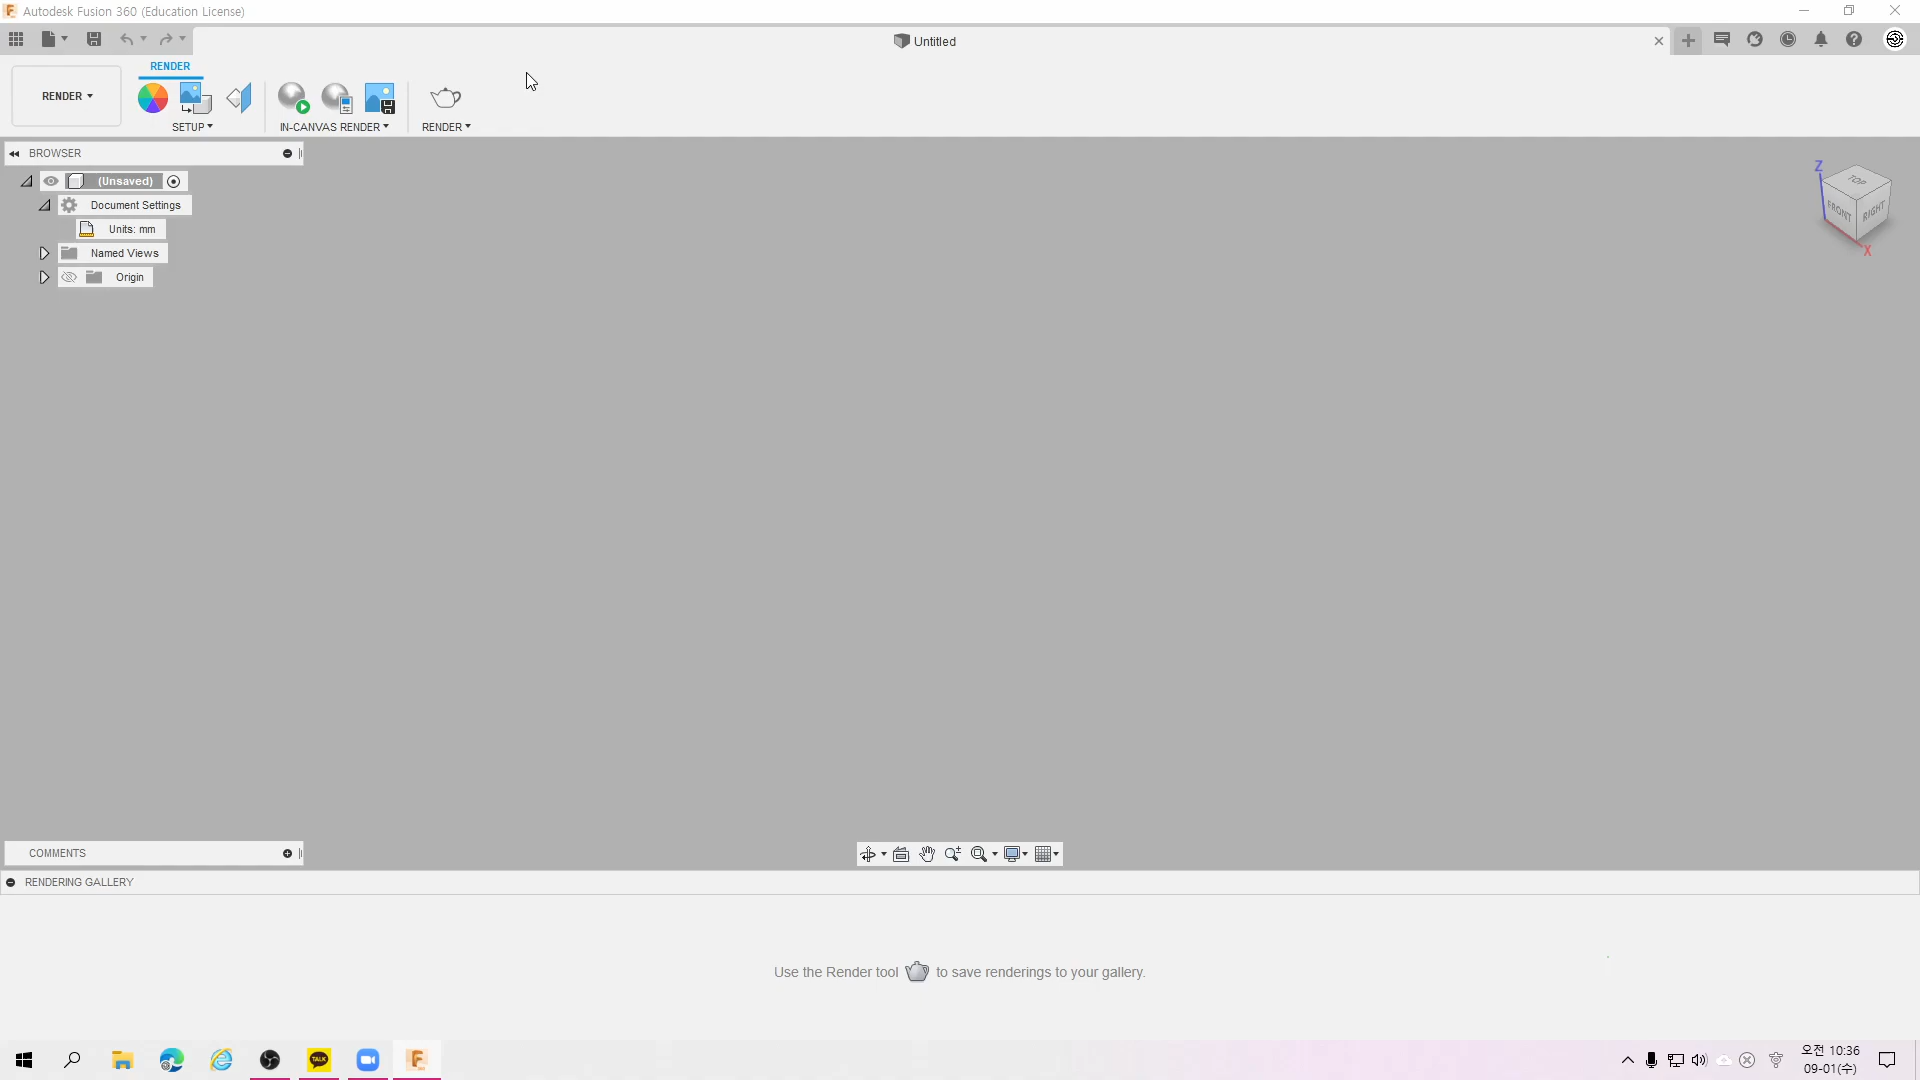 Autodesk Fusion 360 (Education License)
Untitled
RENDER
RENDER
SETUP
IN-CANVAS RENDER
RENDER
BROWSER
(Unsaved)
Document Settings
Units: mm
Named Views
Origin
Z
TOP
FRONT
RIGHT
X
COMMENTS
RENDERING GALLERY
Use the Render tool to save renderings to your gallery.
TALK
오전 10:36
09-01(수)